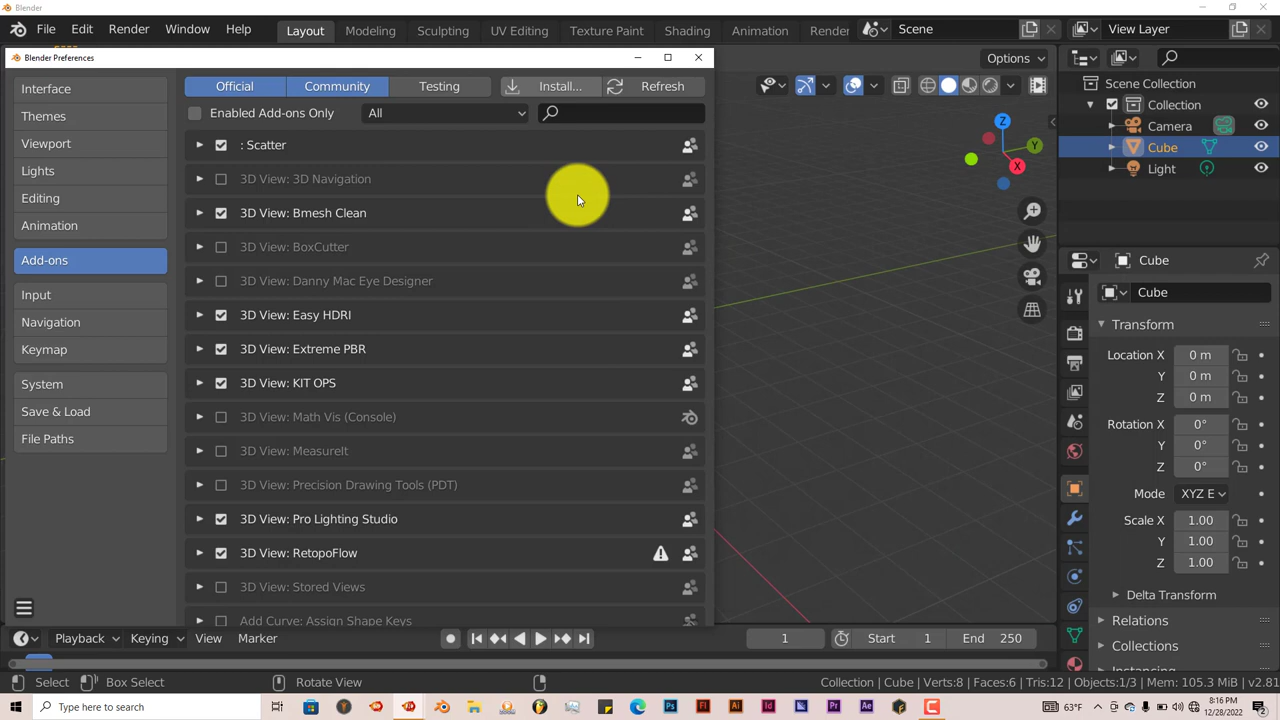 File Edit Render Window Help Layout Modeling Sculpting UV Editing Texture Paint Shading Animation Render Scene View Layer
Blender Preferences
Options
Interface
Themes
Viewport
Lights
Editing
Animation
Add-ons
Input
Navigation
Keymap
System
Save & Load
File Paths
Official Community Testing Install... Refresh
Enabled Add-ons Only All
: Scatter
3D View: 3D Navigation
3D View: Bmesh Clean
3D View: BoxCutter
3D View: Danny Mac Eye Designer
3D View: Easy HDRI
3D View: Extreme PBR
3D View: KIT OPS
3D View: Math Vis (Console)
3D View: MeasureIt
3D View: Precision Drawing Tools (PDT)
3D View: Pro Lighting Studio
3D View: RetopoFlow
3D View: Stored Views
Add Curve: Assign Shape Keys
Z
Y
X
Scene Collection
Collection
Camera
Cube
Light
Cube
Cube
Transform
Location X 0 m
Y 0 m
Z 0 m
Rotation X 0°
Y 0°
Z 0°
Mode XYZ E
Scale X 1.00
Y 1.00
Z 1.00
Delta Transform
Relations
Collections
Playback Keying View Marker 1 Start 1 End 250
Select Box Select Rotate View Collection | Cube | Verts:8 | Faces:6 | Tris:12 | Objects:1/3 | Mem: 105.3 MiB | v2.81
Type here to search Ps Fl Ai Id Pr Ae 63°F 8:16 PM
12/28/2022